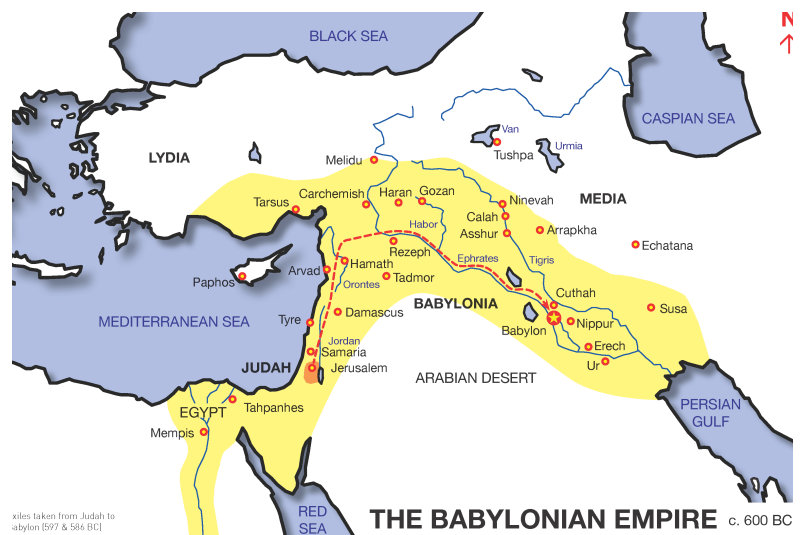 N
BLACK SEA
CASPIAN SEA
Van
Urmia
Tushpa
LYDIA
Melidu
MEDIA
Carchemish
Haran
Gozan
Tarsus
Ninevah
Calah
Asshur
Arrapkha
Habor
Echatana
Rezeph
Ephrates
Tigris
Hamath
Arvad
Paphos
Tadmor
Orontes
BABYLONIA
Cuthah
Susa
MEDITERRANEAN SEA
Tyre
Damascus
Nippur
Babylon
Jordan
Samaria
Erech
JUDAH
Jerusalem
Ur
ARABIAN DESERT
EGYPT
Tahpanhes
PERSIAN
GULF
Mempis
RED
SEA
THE BABYLONIAN EMPIRE c. 600 BC
xiles taken from Judah to
abylon (597 & 586 BC)